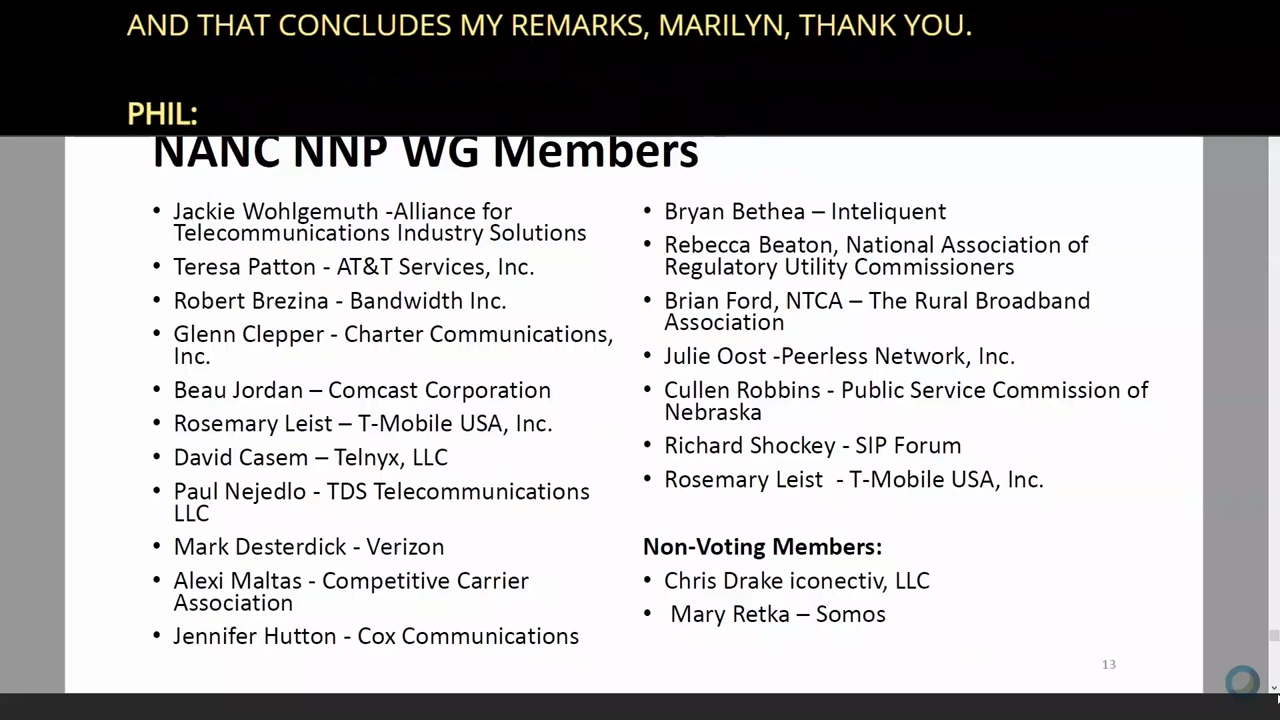 AND THAT CONCLUDES MY REMARKS, MARILYN, THANK YOU.
PHIL:
NANC NNP WG Members
• Jackie Wohlgemuth -Alliance for
Telecommunications Industry Solutions
• Teresa Patton - AT&T Services, Inc.
• Robert Brezina - Bandwidth Inc.
• Glenn Clepper - Charter Communications,
Inc.
• Beau Jordan – Comcast Corporation
• Rosemary Leist – T-Mobile USA, Inc.
• David Casem – Telnyx, LLC
• Paul Nejedlo - TDS Telecommunications
LLC
• Mark Desterdick - Verizon
• Alexi Maltas - Competitive Carrier
Association
• Jennifer Hutton - Cox Communications
• Bryan Bethea – Inteliquent
• Rebecca Beaton, National Association of
Regulatory Utility Commissioners
• Brian Ford, NTCA – The Rural Broadband
Association
• Julie Oost -Peerless Network, Inc.
• Cullen Robbins - Public Service Commission of
Nebraska
• Richard Shockey - SIP Forum
• Rosemary Leist  - T-Mobile USA, Inc.
Non-Voting Members:
• Chris Drake iconectiv, LLC
• Mary Retka – Somos
13